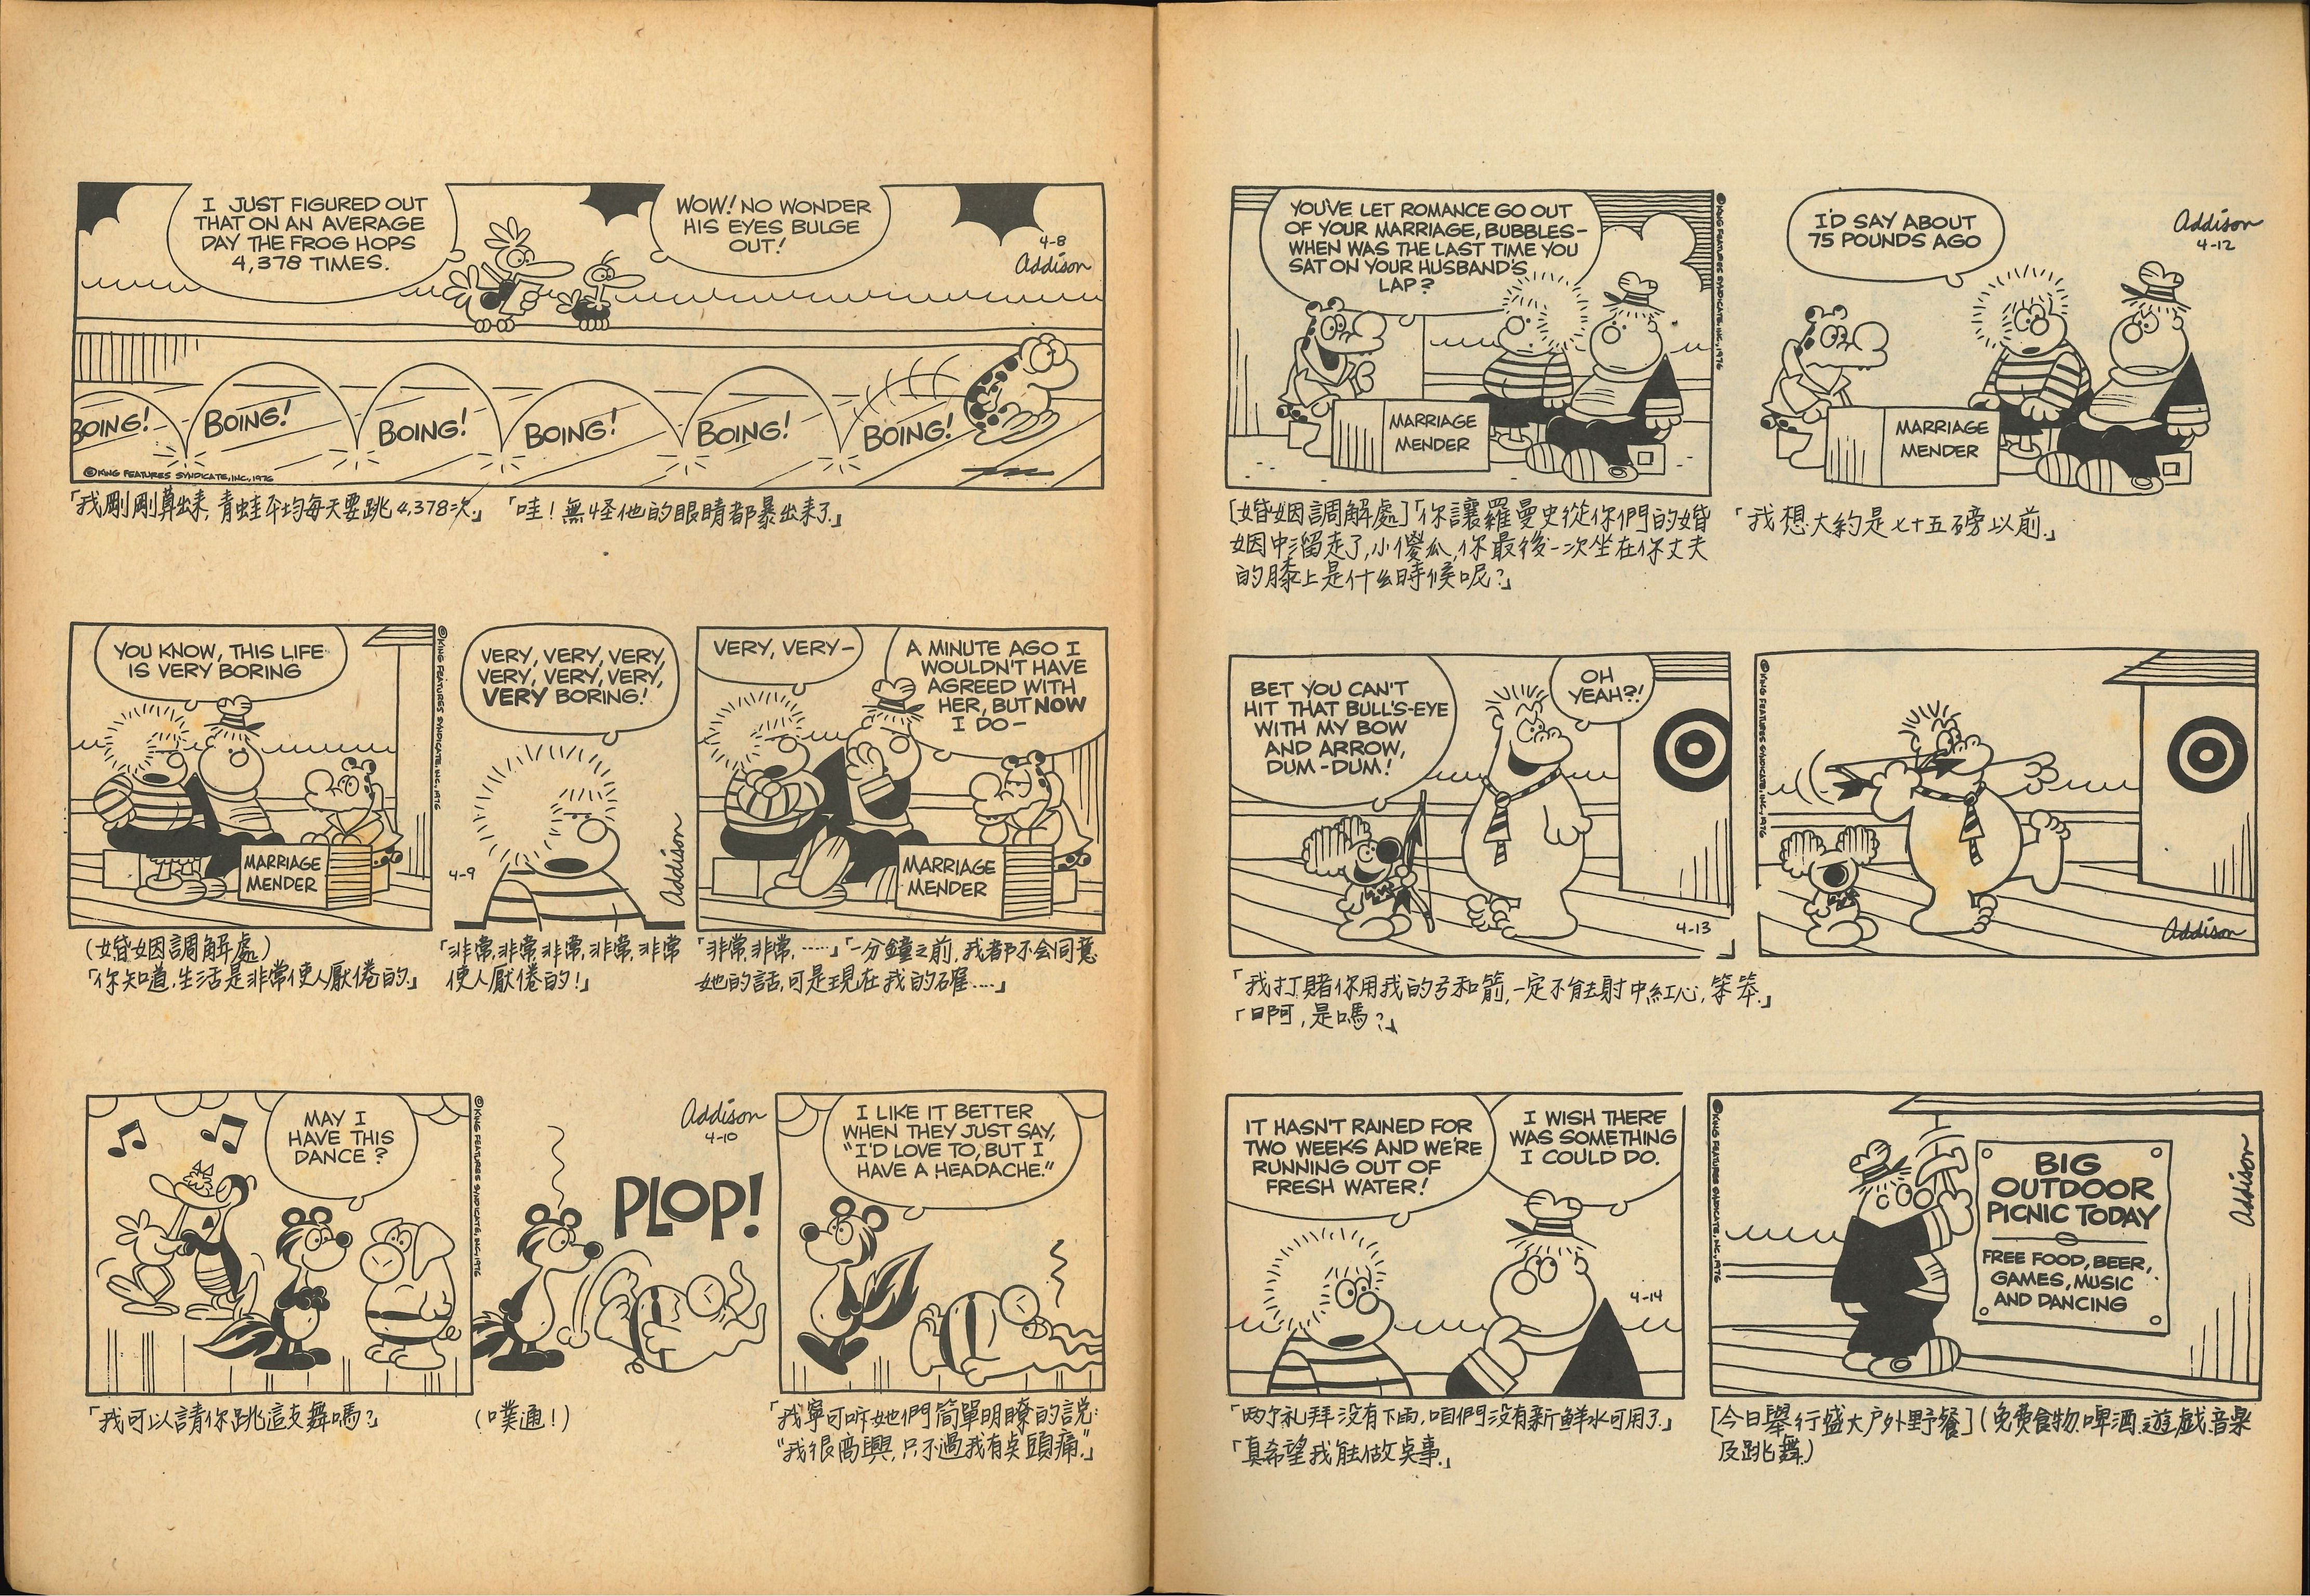 I JUST FIGURED OUT
THAT ON AN AVERAGE
DAY THE FROG HOPS
4,378 TIMES.
WOW! NO WONDER
HIS EYES BULGE
OUT!
4-8
Addison
BOING!
BOING!
BOING!
BOING!
BOING!
BOING!
©KING FEATURES SYNDICATE, INC., 1976
「我剛剛算出来,青蛙平均每天要跳4,378次.」
「哇!無怪他的眼睛都暴出来了.」
YOU KNOW, THIS LIFE
IS VERY BORING
MARRIAGE
MENDER
©KING FEATURES SYNDICATE, INC. 1976
VERY, VERY, VERY,
VERY, VERY, VERY,
VERY BORING!
4-9
Addison
VERY, VERY-
A MINUTE AGO I
WOULDN'T HAVE
AGREED WITH
HER, BUT NOW
I DO-
MARRIAGE
MENDER
(婚姻調解處)
「你知道,生活是非常使人厭倦的.」
「非常,非常,非常,非常,非常
使人厭倦的!」
「非常,非常,……」「一分鐘之前,我都不会同意
她的話,可是現在我的確……」
MAY I
HAVE THIS
DANCE?
©KING FEATURES SYNDICATE, INC, 1976
Addison
4-10
PLOP!
I LIKE IT BETTER
WHEN THEY JUST SAY,
"I'D LOVE TO, BUT I
HAVE A HEADACHE."
「我可以請你跳這支舞嗎?」
(噗通!)
「我寧可听她們簡單明瞭的説:
"我很高興,只不過我有奌頭痛."」
YOU'VE LET ROMANCE GO OUT
OF YOUR MARRIAGE, BUBBLES-
WHEN WAS THE LAST TIME YOU
SAT ON YOUR HUSBAND'S
LAP?
MARRIAGE
MENDER
©KING FEATURES SYNDICATE, INC., 1976
I'D SAY ABOUT
75 POUNDS AGO
Addison
4-12
MARRIAGE
MENDER
[婚姻調解處]「你讓羅曼史從你們的婚
姻中溜走了,小傻瓜,你最後一次坐在你丈夫
的膝上是什么時候呢?」
「我想大約是七十五磅以前.」
BET YOU CAN'T
HIT THAT BULL'S-EYE
WITH MY BOW
AND ARROW,
DUM-DUM!
OH
YEAH?!
4-13
©KING FEATURES SYNDICATE, INC., 1976
Addison
「我打賭你用我的弓和箭,一定不能射中紅心,笨笨.」
「啊,是嗎?」
IT HASN'T RAINED FOR
TWO WEEKS AND WE'RE
RUNNING OUT OF
FRESH WATER!
I WISH THERE
WAS SOMETHING
I COULD DO.
4-14
©KING FEATURES SYNDICATE, INC., 1976
BIG
OUTDOOR
PICNIC TODAY
FREE FOOD, BEER,
GAMES, MUSIC
AND DANCING
Addison
「两个礼拜没有下雨,咱們没有新鮮水可用了.」
「真希望我能做奌事.」
[今日舉行盛大户外野餐](免费食物.啤酒.遊戲.音樂
及跳舞.)